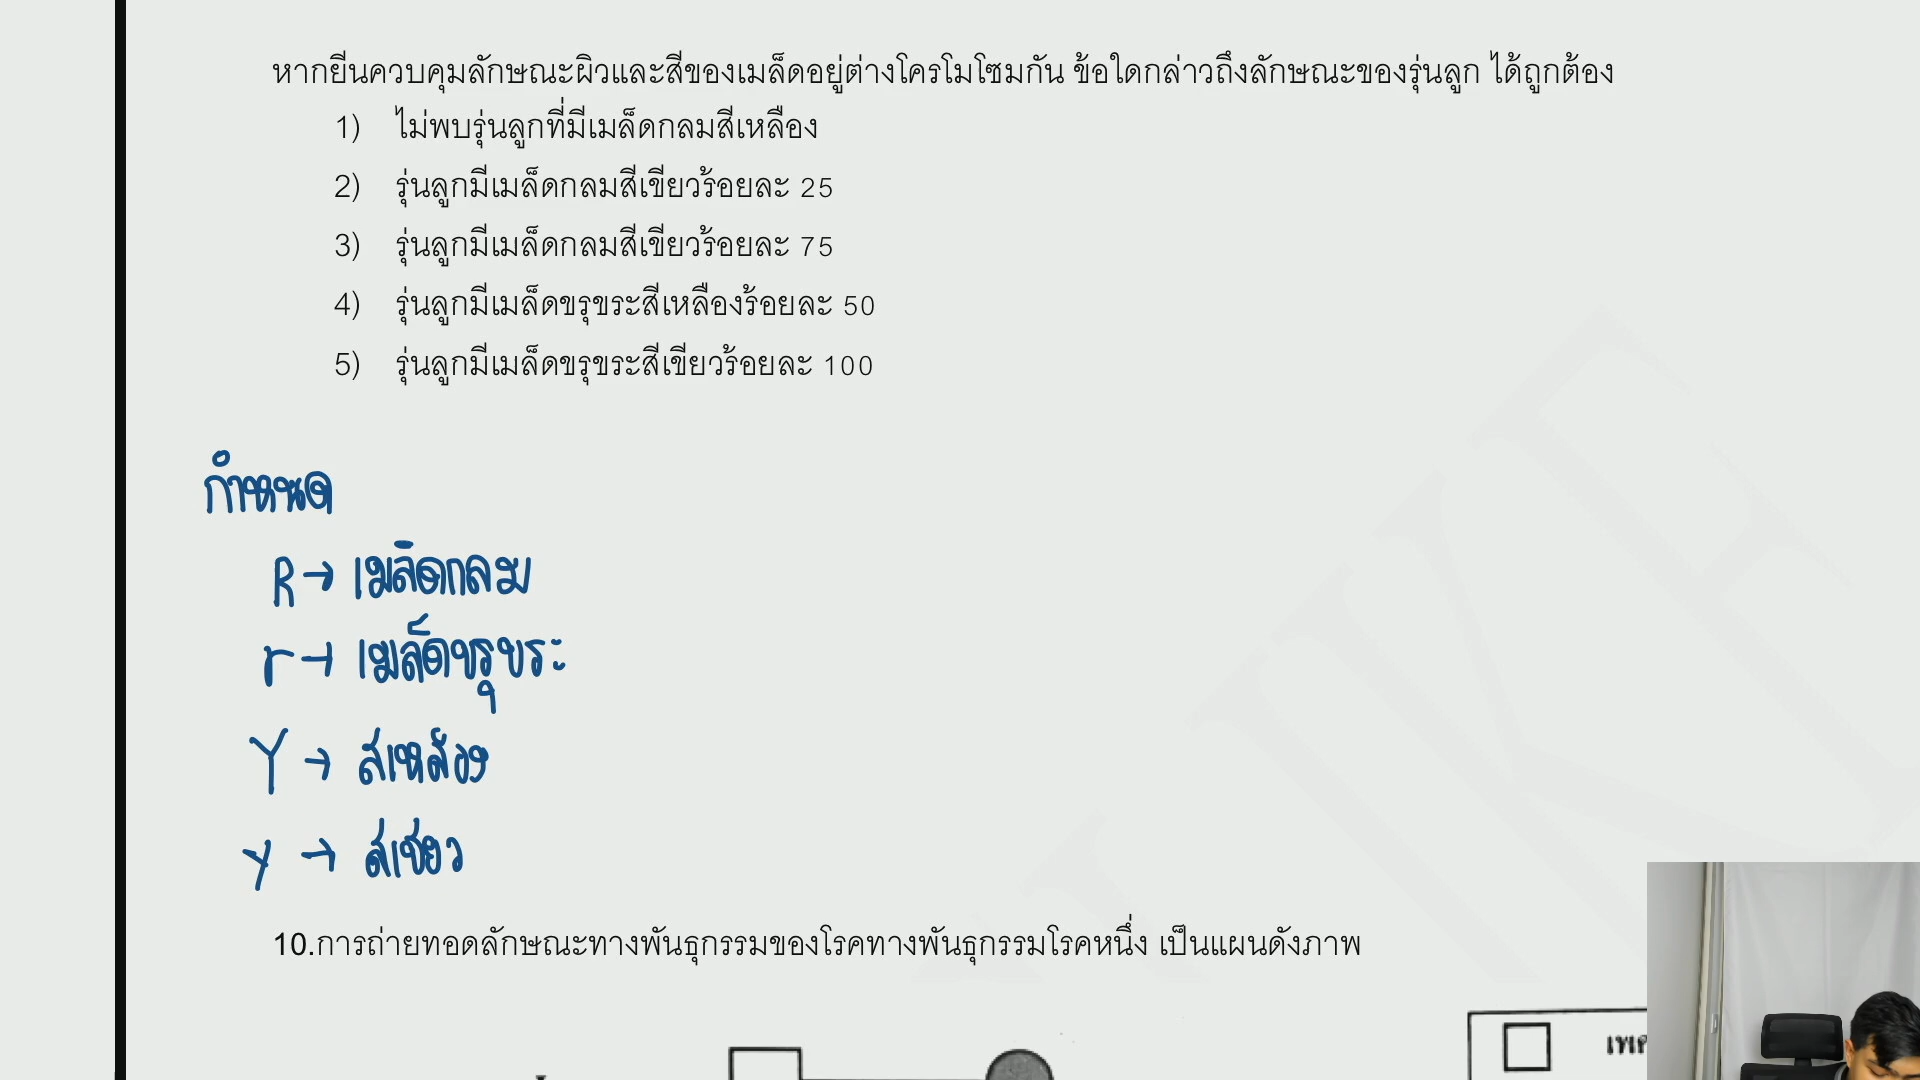 หากยีนควบคุมลักษณะผิวและสีของเมล็ดอยู่ต่างโครโมโซมกัน ข้อใดกล่าวถึงลักษณะของรุ่นลูก ได้ถูกต้อง
1) ไม่พบรุ่นลูกที่มีเมล็ดกลมสีเหลือง
2) รุ่นลูกมีเมล็ดกลมสีเขียวร้อยละ 25
3) รุ่นลูกมีเมล็ดกลมสีเขียวร้อยละ 75
4) รุ่นลูกมีเมล็ดขรุขระสีเหลืองร้อยละ 50
5) รุ่นลูกมีเมล็ดขรุขระสีเขียวร้อยละ 100
กำหนด
R → เมล็ดกลม
r → เมล็ดขรุขระ
Y → สีเหลือง
y → สีเขียว
10.การถ่ายทอดลักษณะทางพันธุกรรมของโรคทางพันธุกรรมโรคหนึ่ง เป็นแผนดังภาพ